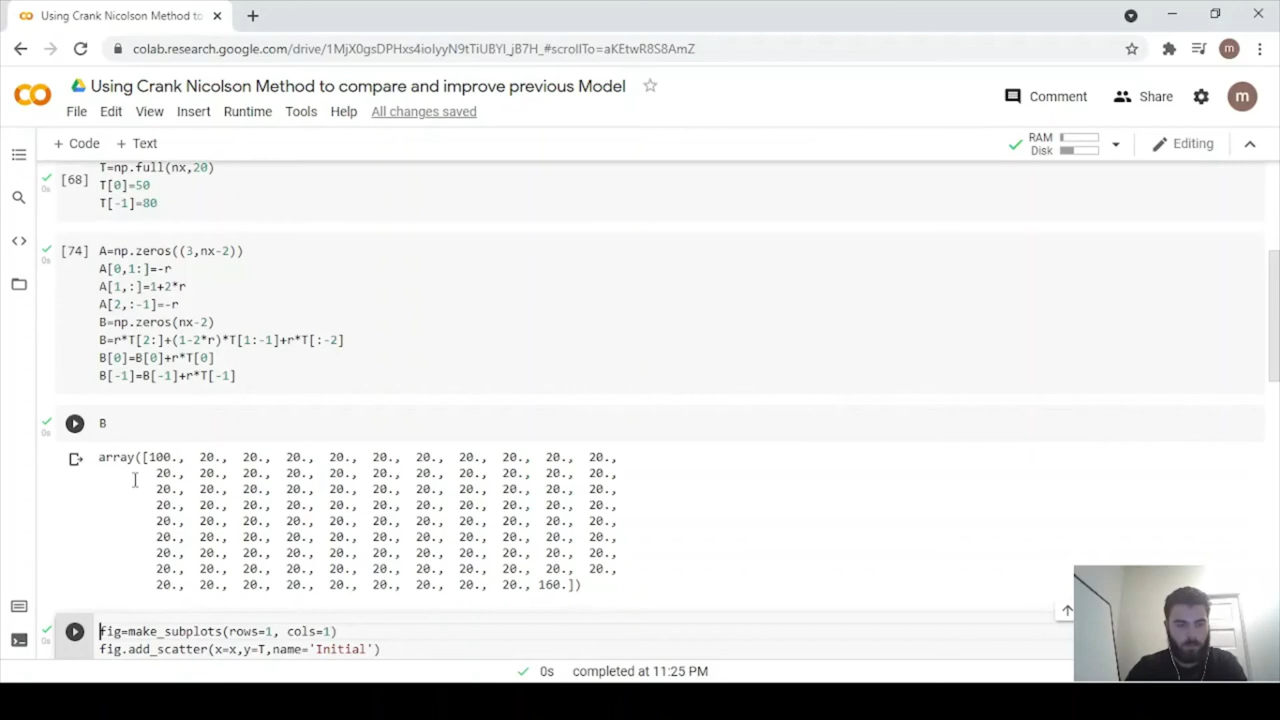 Using Crank Nicolson Method to
colab.research.google.com/drive/1MjX0gsDPHxs4ioIyyN9tTiUBYI_jB7H_#scrollTo=aKEtwR8S8AmZ
m
Using Crank Nicolson Method to compare and improve previous Model
Comment
Share
m
File Edit View Insert Runtime Tools Help All changes saved
+ Code + Text
RAM
Disk
Editing
T=np.full(nx,20)
[68]
0s
T[0]=50
T[-1]=80
[74]
0s
A=np.zeros((3,nx-2))
A[0,1:]=-r
A[1,:]=1+2*r
A[2,:-1]=-r
B=np.zeros(nx-2)
B=r*T[2:]+(1-2*r)*T[1:-1]+r*T[:-2]
B[0]=B[0]+r*T[0]
B[-1]=B[-1]+r*T[-1]
0s
B
array([100., 20., 20., 20., 20., 20., 20., 20., 20., 20., 20.,
20., 20., 20., 20., 20., 20., 20., 20., 20., 20., 20.,
20., 20., 20., 20., 20., 20., 20., 20., 20., 20., 20.,
20., 20., 20., 20., 20., 20., 20., 20., 20., 20., 20.,
20., 20., 20., 20., 20., 20., 20., 20., 20., 20., 20.,
20., 20., 20., 20., 20., 20., 20., 20., 20., 20., 20.,
20., 20., 20., 20., 20., 20., 20., 20., 20., 20., 20.,
20., 20., 20., 20., 20., 20., 20., 20., 20., 20., 20.,
20., 20., 20., 20., 20., 20., 20., 20., 20., 160.])
0s
fig=make_subplots(rows=1, cols=1)
fig.add_scatter(x=x,y=T,name='Initial')
0s completed at 11:25 PM